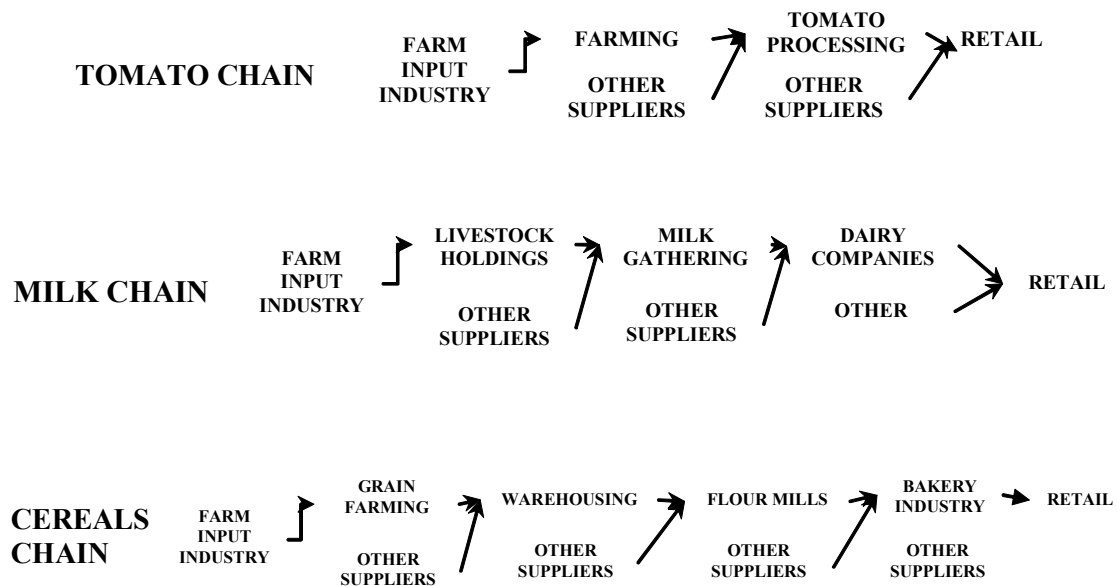 TOMATO CHAIN
FARM
INPUT
INDUSTRY
FARMING
OTHER
SUPPLIERS
TOMATO
PROCESSING
OTHER
SUPPLIERS
RETAIL
MILK CHAIN
FARM
INPUT
INDUSTRY
LIVESTOCK
HOLDINGS
OTHER
SUPPLIERS
MILK
GATHERING
OTHER
SUPPLIERS
DAIRY
COMPANIES
OTHER
RETAIL
CEREALS
CHAIN
FARM
INPUT
INDUSTRY
GRAIN
FARMING
OTHER
SUPPLIERS
WAREHOUSING
OTHER
SUPPLIERS
FLOUR MILLS
OTHER
SUPPLIERS
BAKERY
INDUSTRY
OTHER
SUPPLIERS
RETAIL